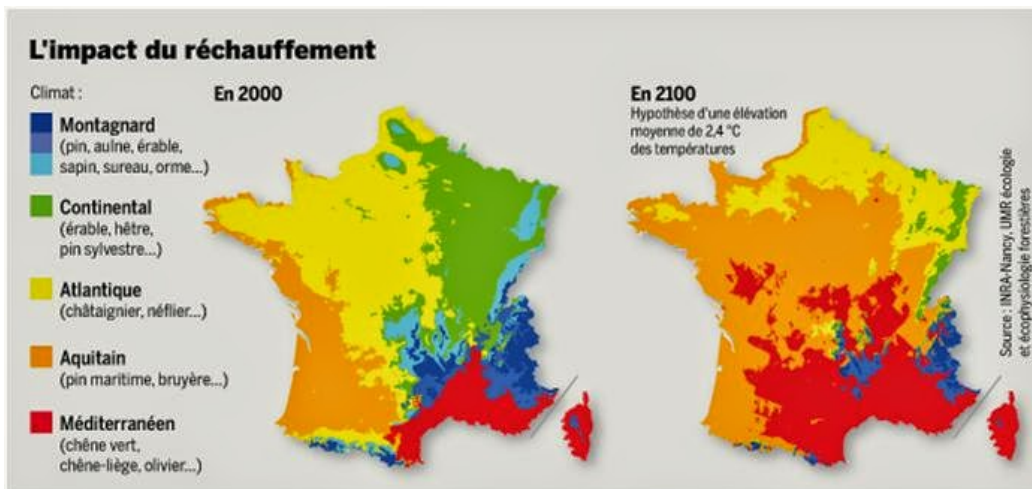 L'impact du réchauffement
Climat :
Montagnard
(pin, aulne, érable,
sapin, sureau, orme...)
Continental
(érable, hêtre,
pin sylvestre...)
Atlantique
(châtaignier, néflier...)
Aquitain
(pin maritime, bruyère...)
Méditerranéen
(chêne vert,
chêne-liège, olivier...)
En 2000
En 2100
Hypothèse d'une élévation
moyenne de 2,4 °C
des températures
Source : INRA-Nancy, UMR écologie
et écophysiologie forestières